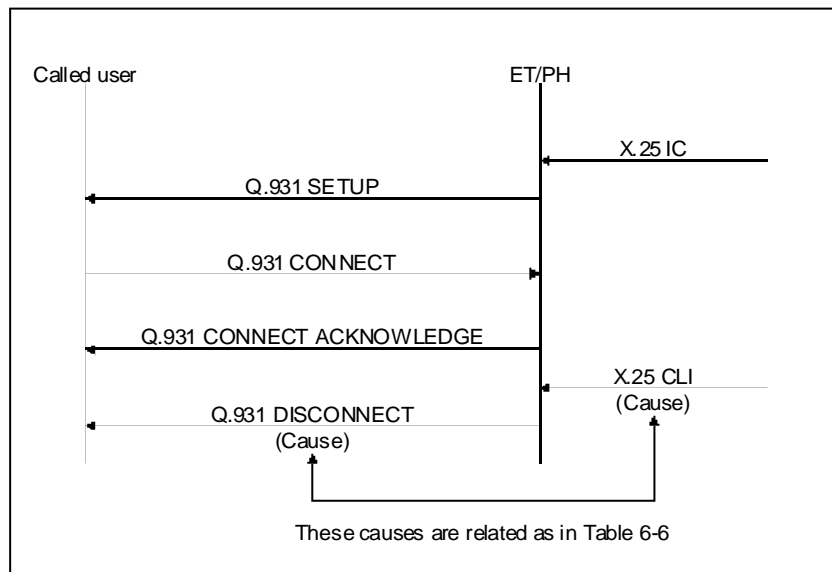 Called user
ET/PH
X.25 IC
Q.931 SETUP
Q.931 CONNECT
Q.931 CONNECT ACKNOWLEDGE
X.25 CLI
(Cause)
Q.931 DISCONNECT
(Cause)
These causes are related as in Table 6-6